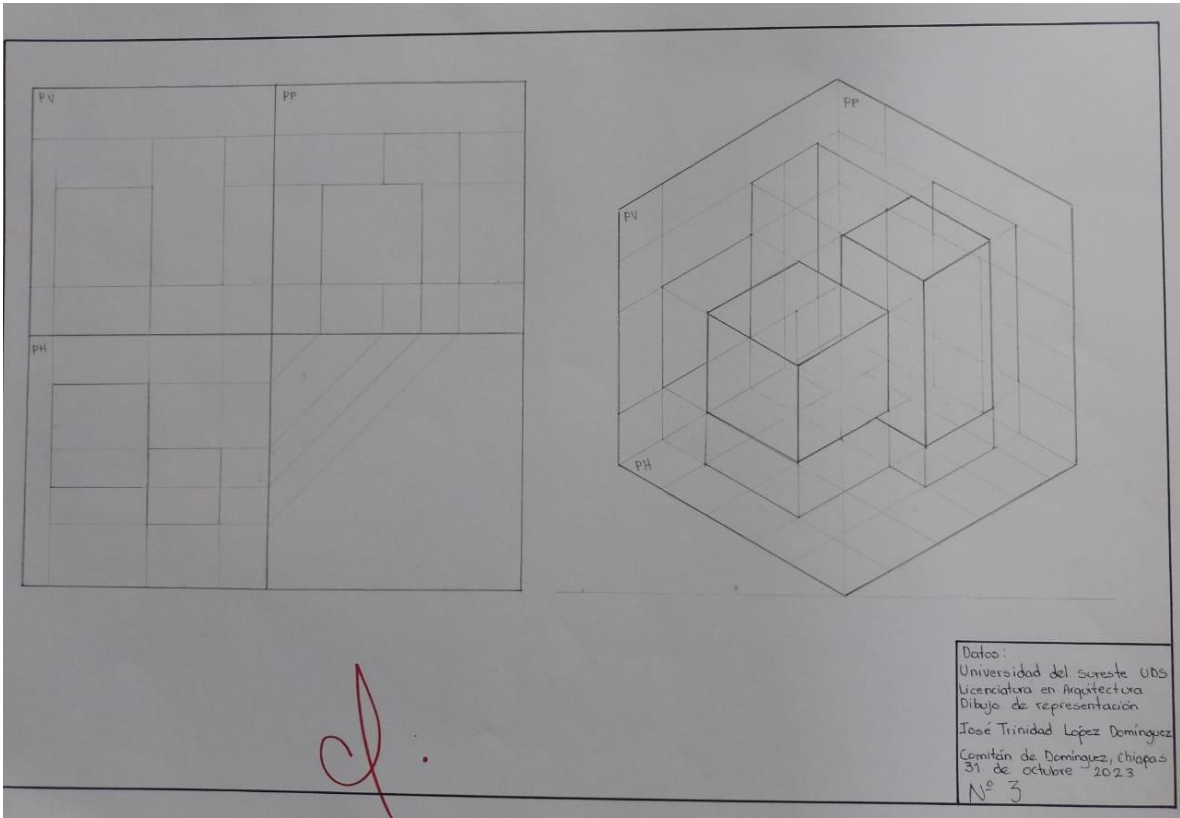 PV
PP
PH
PP
PV
PH
Datos:
Universidad del sureste UDS
Licenciatura en Arquitectura
Dibujo de representación
José Trinidad López Domínguez
Comitán de Domínguez, Chiapas
31 de octubre 2023
Nº 3